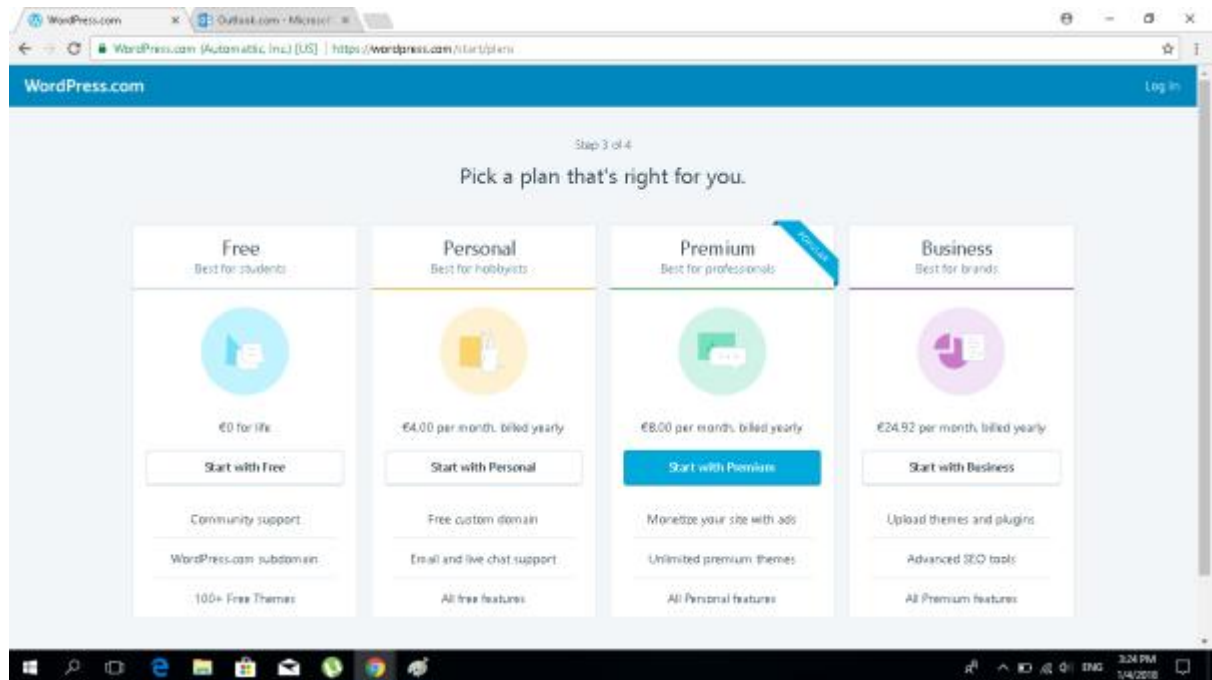 WordPress.com
Outlook.com - Microsof
WordPress.com (Automattic, Inc.) [US] | https://wordpress.com/start/plans
WordPress.com
Log In
Step 3 of 4
Pick a plan that's right for you.
Free
Best for students
€0 for life
Start with Free
Community support
WordPress.com subdomain
100+ Free Themes
Personal
Best for hobbyists
€4.00 per month, billed yearly
Start with Personal
Free custom domain
Email and live chat support
All free features
POPULAR
Premium
Best for professionals
€8.00 per month, billed yearly
Start with Premium
Monetize your site with ads
Unlimited premium themes
All Personal features
Business
Best for brands
€24.92 per month, billed yearly
Start with Business
Upload themes and plugins
Advanced SEO tools
All Premium features
ENG
3:24 PM
1/4/2018